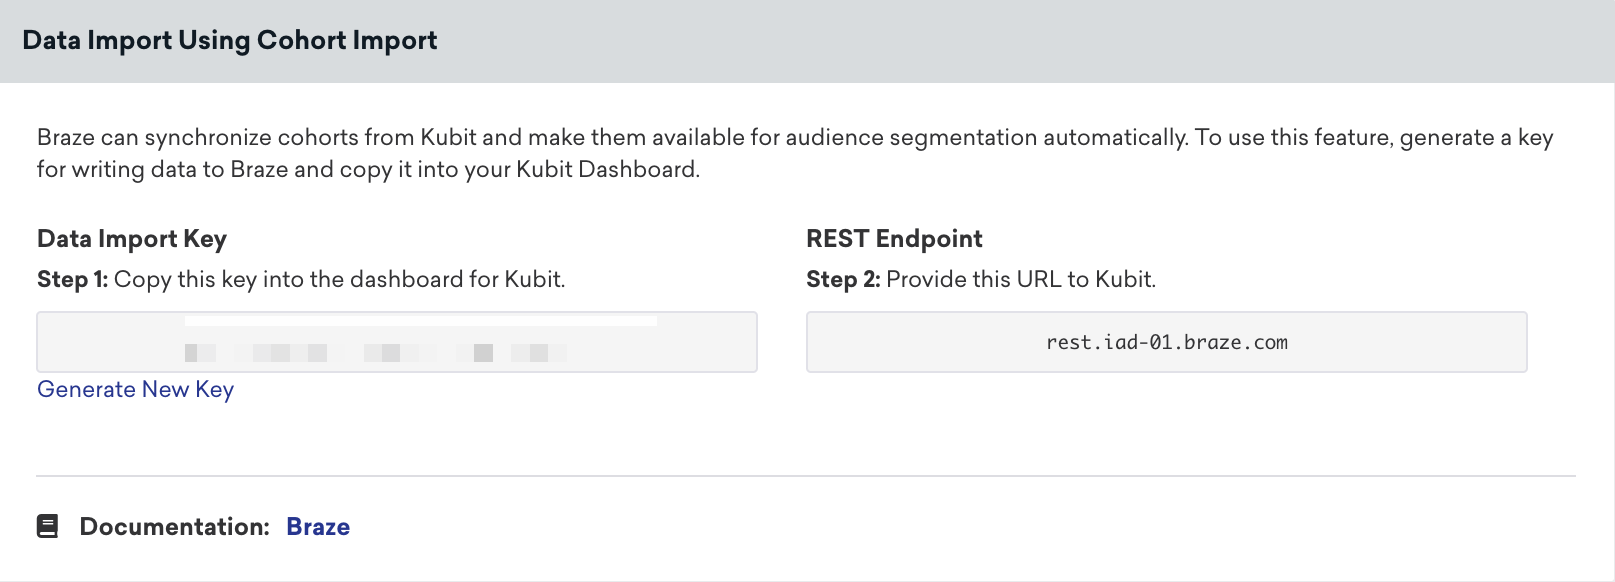 Data Import Using Cohort Import
Braze can synchronize cohorts from Kubit and make them available for audience segmentation automatically. To use this feature, generate a key
for writing data to Braze and copy it into your Kubit Dashboard.
Data Import Key
Step 1: Copy this key into the dashboard for Kubit.
Generate New Key
REST Endpoint
Step 2: Provide this URL to Kubit.
rest.iad-01.braze.com
Documentation: Braze